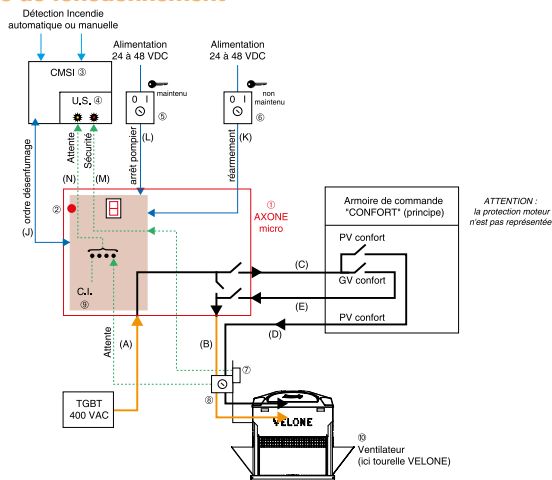 Détection Incendie
automatique ou manuelle
Alimentation
24 à 48 VDC
Alimentation
24 à 48 VDC
CMSI ③
U.S. ④
maintenu
0 I
⑤
non
maintenu
0 I
⑥
(L)
(K)
ordre désenfumage
(J)
Attente
Sécurité
(N)
(M)
arrêt pompier
réarmement
②
①
AXONE
micro
C.I.
⑨
Armoire de commande
"CONFORT" (principe)
PV confort
GV confort
PV confort
ATTENTION :
la protection moteur
n'est pas représentée
(C)
(E)
(D)
(A)
(B)
Attente
⑦
⑧
TGBT
400 VAC
VELONE
⑩
Ventilateur
(ici tourelle VELONE)